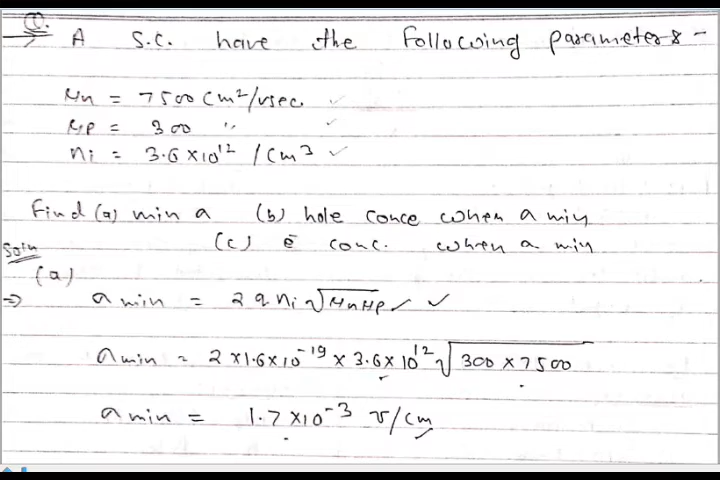 Q.
→ A S.C. have the following parameters -
μn = 7500 cm²/vsec. ✓
μp = 300 〃 ✓
ni = 3.6 × 10¹² / cm³ ✓
Find (a) min a (b) hole conce when a min
(c) ē conc. when a min
Soln
(a)
⇒ a min = 2 q ni √μnμp ✓ ✓
a min = 2 × 1.6 × 10⁻¹⁹ × 3.6 × 10¹² √300 × 7500
a min = 1.7 × 10⁻³ ʊ/cm